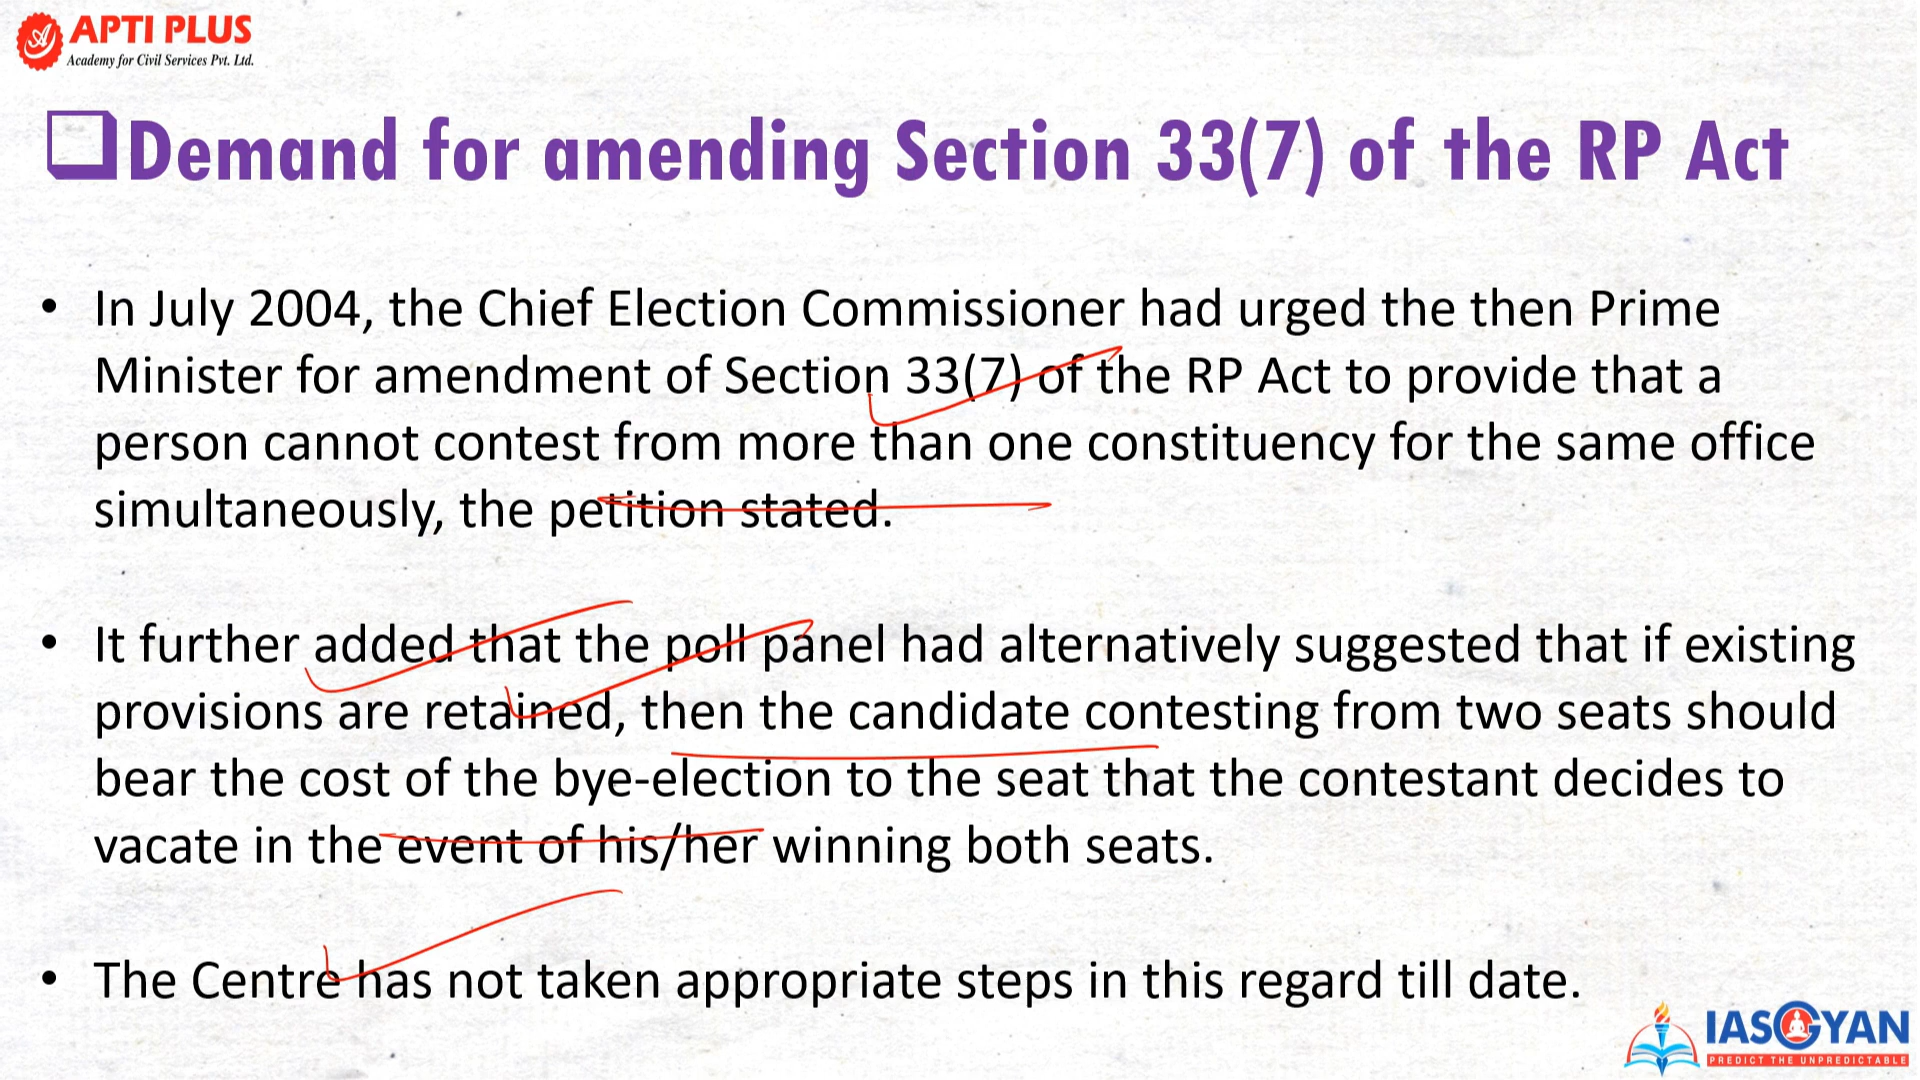 APTI PLUS
Academy for Civil Services Pvt. Ltd.
Demand for amending Section 33(7) of the RP Act
• In July 2004, the Chief Election Commissioner had urged the then Prime
Minister for amendment of Section 33(7) of the RP Act to provide that a
person cannot contest from more than one constituency for the same office
simultaneously, the petition stated.
• It further added that the poll panel had alternatively suggested that if existing
provisions are retained, then the candidate contesting from two seats should
bear the cost of the bye-election to the seat that the contestant decides to
vacate in the event of his/her winning both seats.
• The Centre has not taken appropriate steps in this regard till date.
IASGYAN
PREDICT THE UNPREDICTABLE